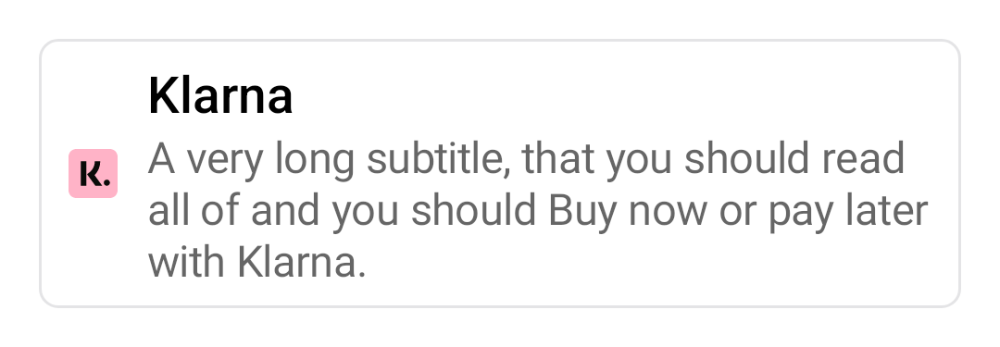 Klarna
K.
A very long subtitle, that you should read
all of and you should Buy now or pay later
with Klarna.